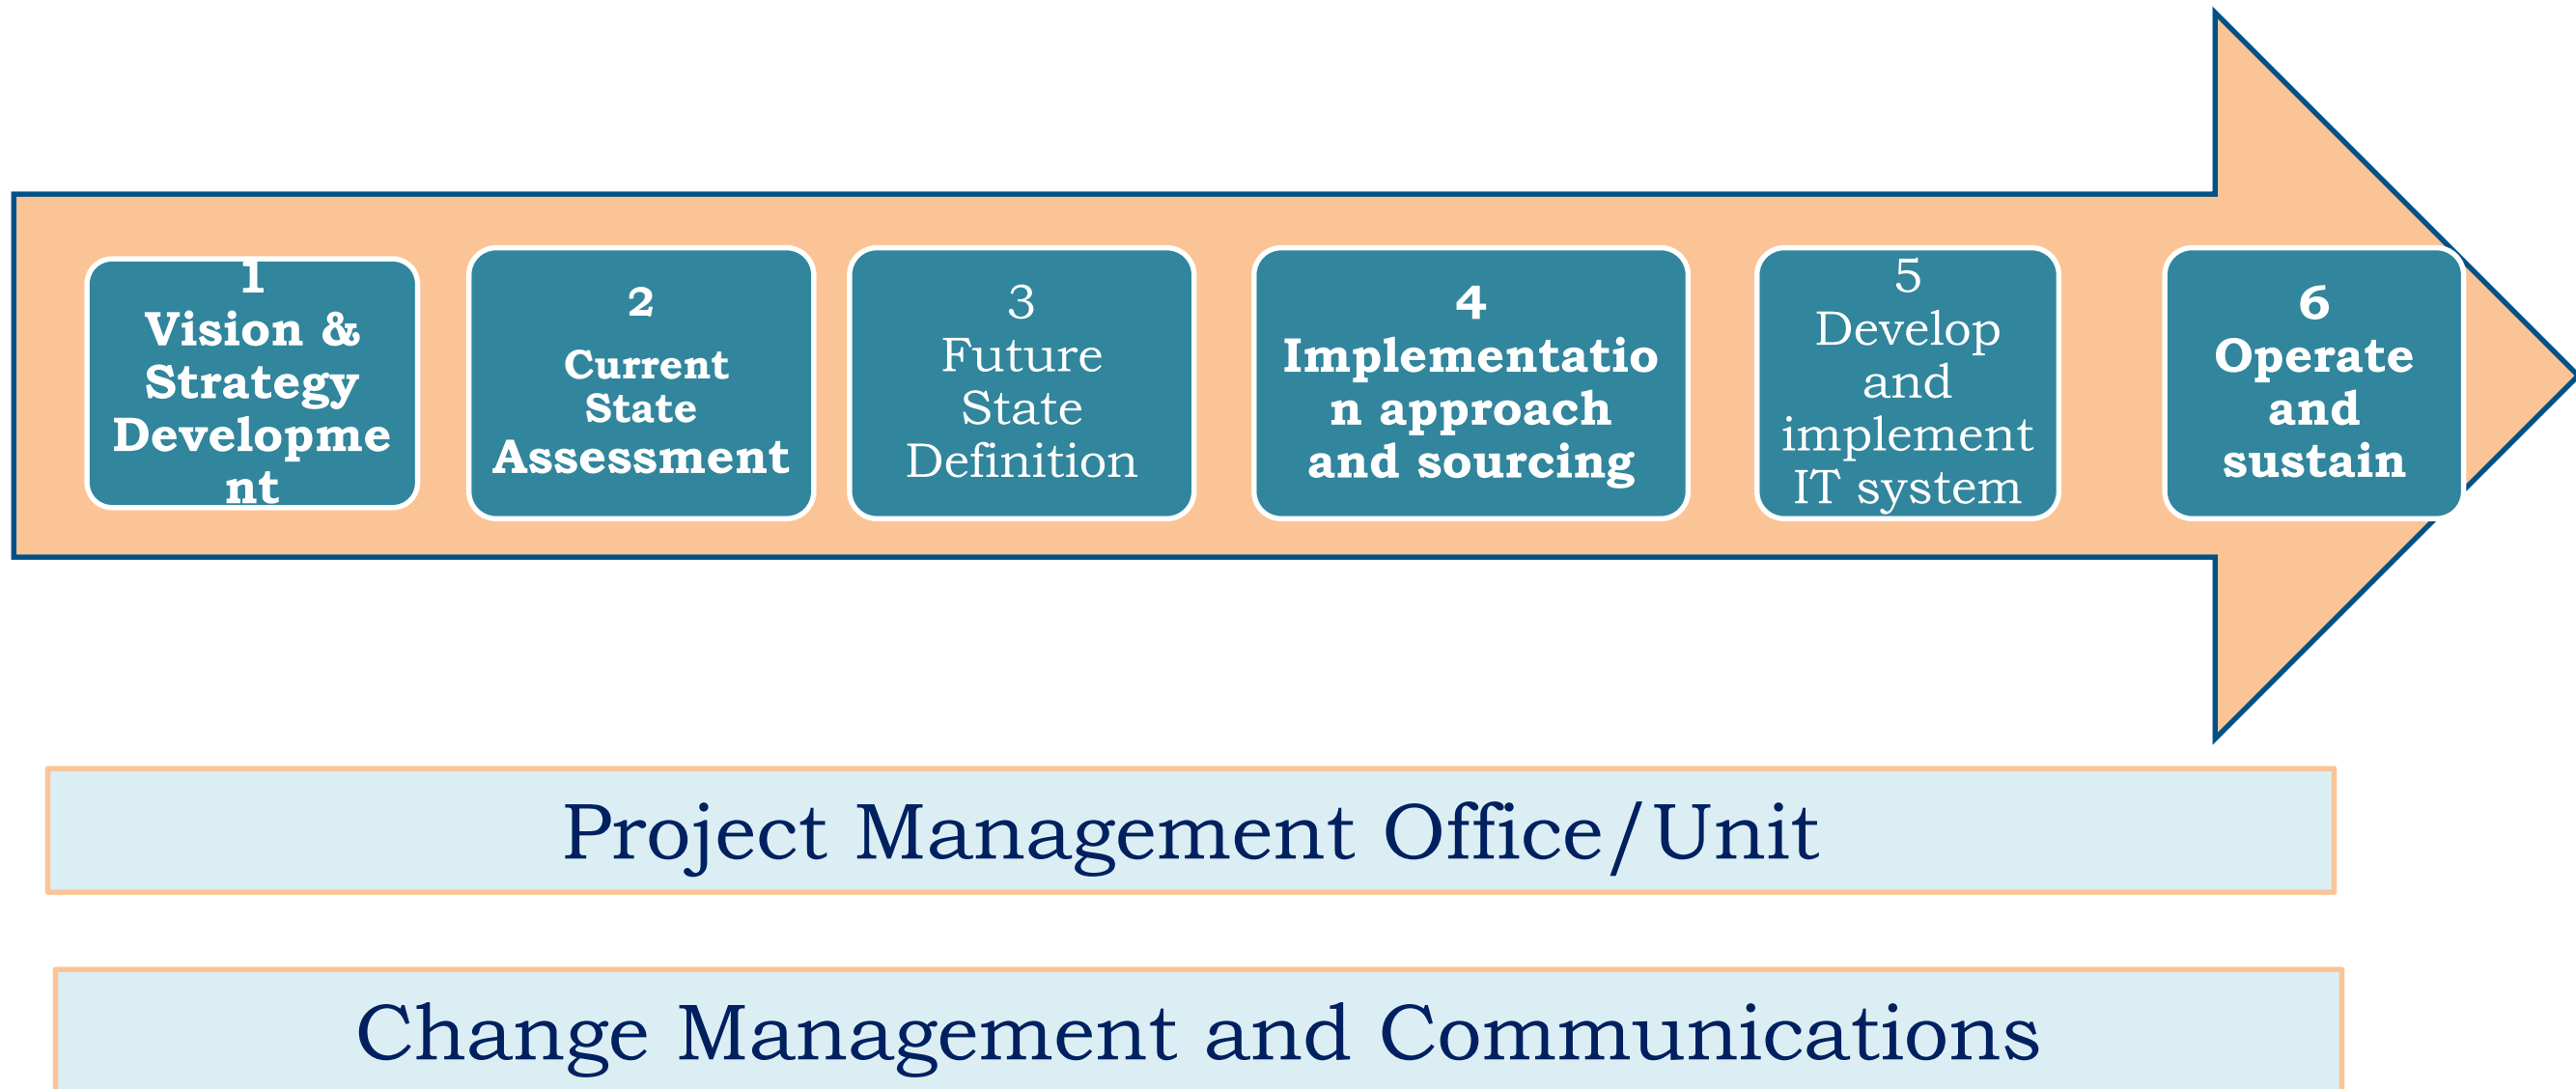 1
Vision &
Strategy
Developme
nt
2
Current
State
Assessment
3
Future
State
Definition
4
Implementatio
n approach
and sourcing
5
Develop
and
implement
IT system
6
Operate
and
sustain
Project Management Office/Unit
Change Management and Communications